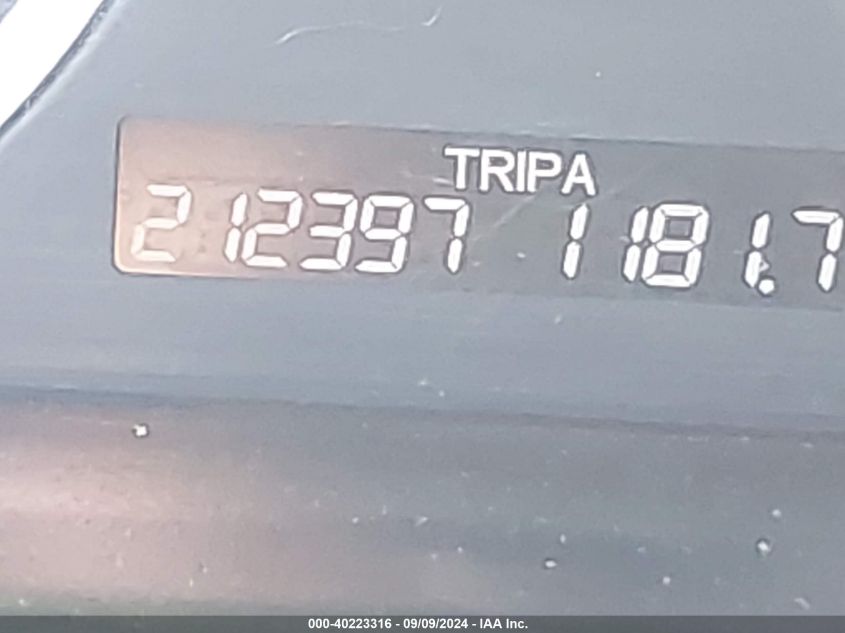 TRIPA
212397 1181.7
000-40223316 - 09/09/2024 - IAA Inc.